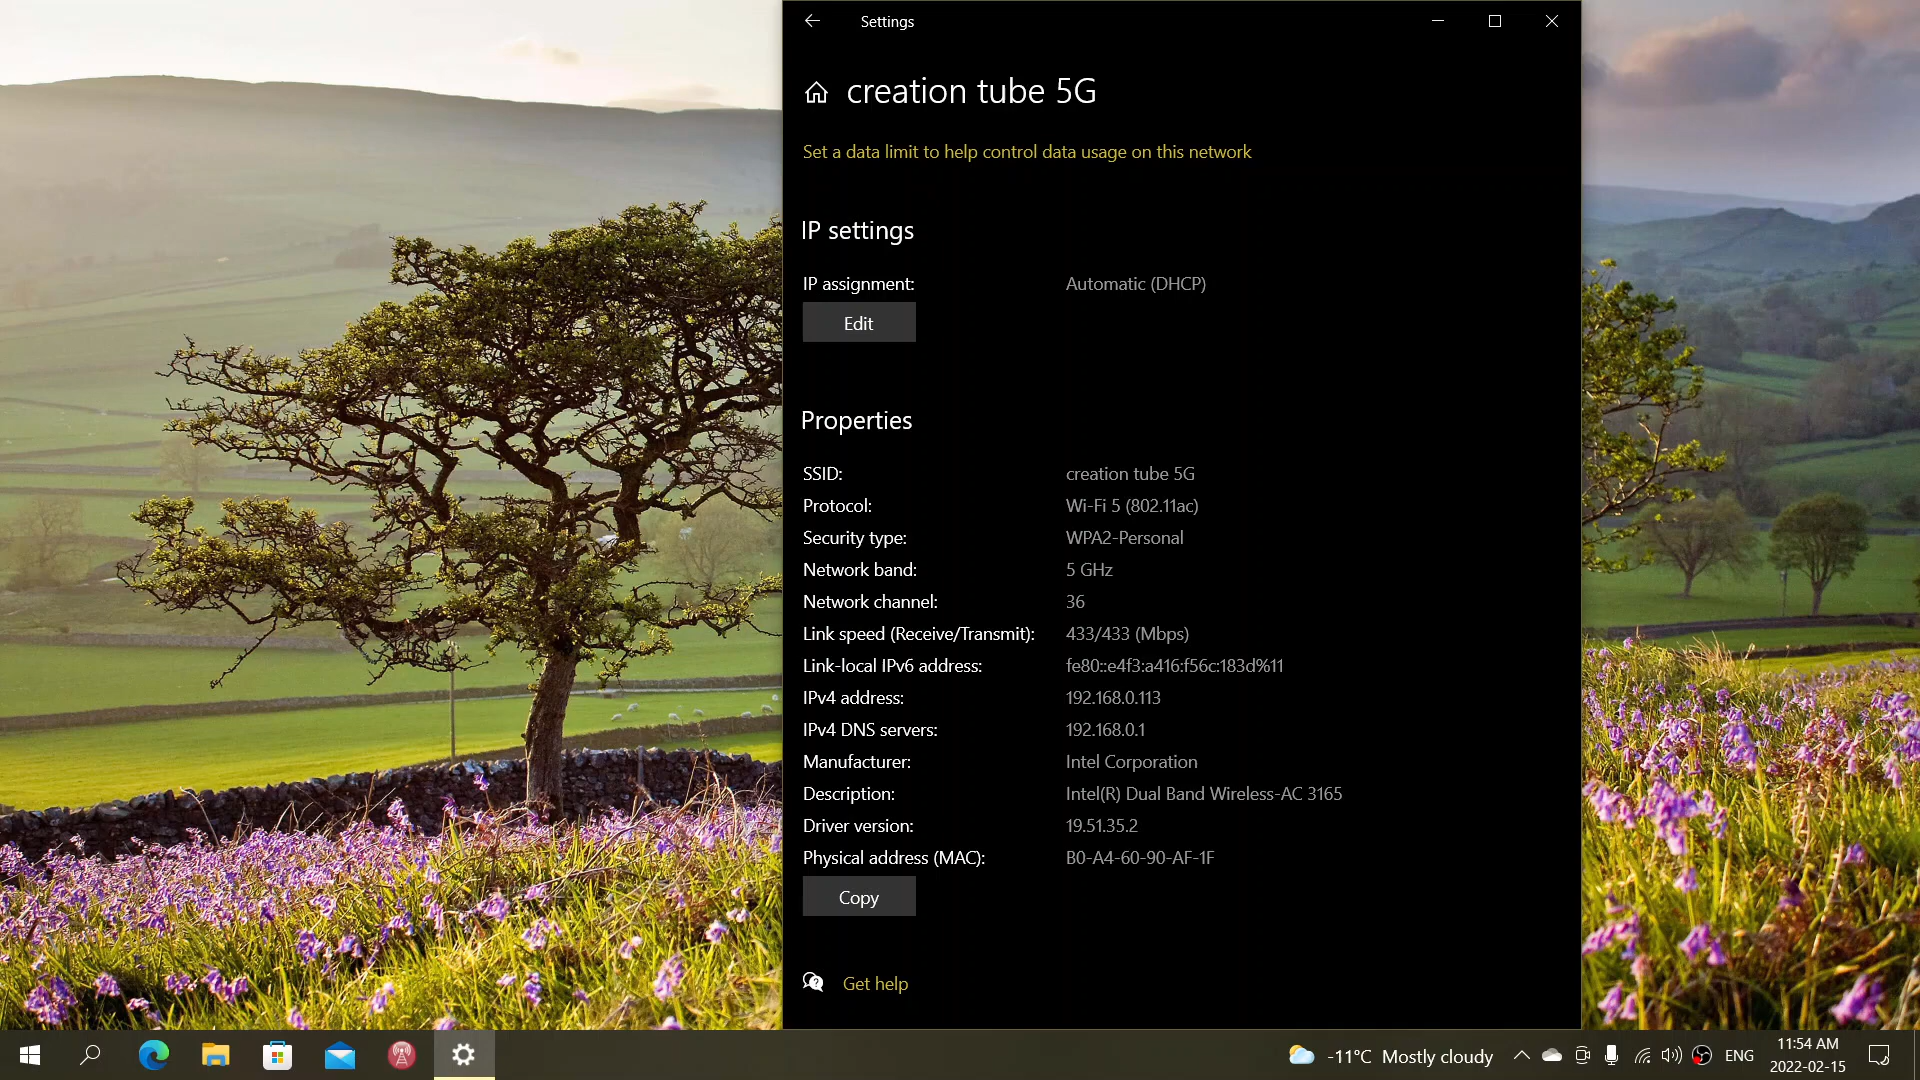 Settings
creation tube 5G
Set a data limit to help control data usage on this network
IP settings
IP assignment: Automatic (DHCP)
Edit
Properties
SSID: creation tube 5G
Protocol: Wi-Fi 5 (802.11ac)
Security type: WPA2-Personal
Network band: 5 GHz
Network channel: 36
Link speed (Receive/Transmit): 433/433 (Mbps)
Link-local IPv6 address: fe80::e4f3:a416:f56c:183d%11
IPv4 address: 192.168.0.113
IPv4 DNS servers: 192.168.0.1
Manufacturer: Intel Corporation
Description: Intel(R) Dual Band Wireless-AC 3165
Driver version: 19.51.35.2
Physical address (MAC): B0-A4-60-90-AF-1F
Copy
Get help
-11°C Mostly cloudy ENG 11:54 AM
2022-02-15